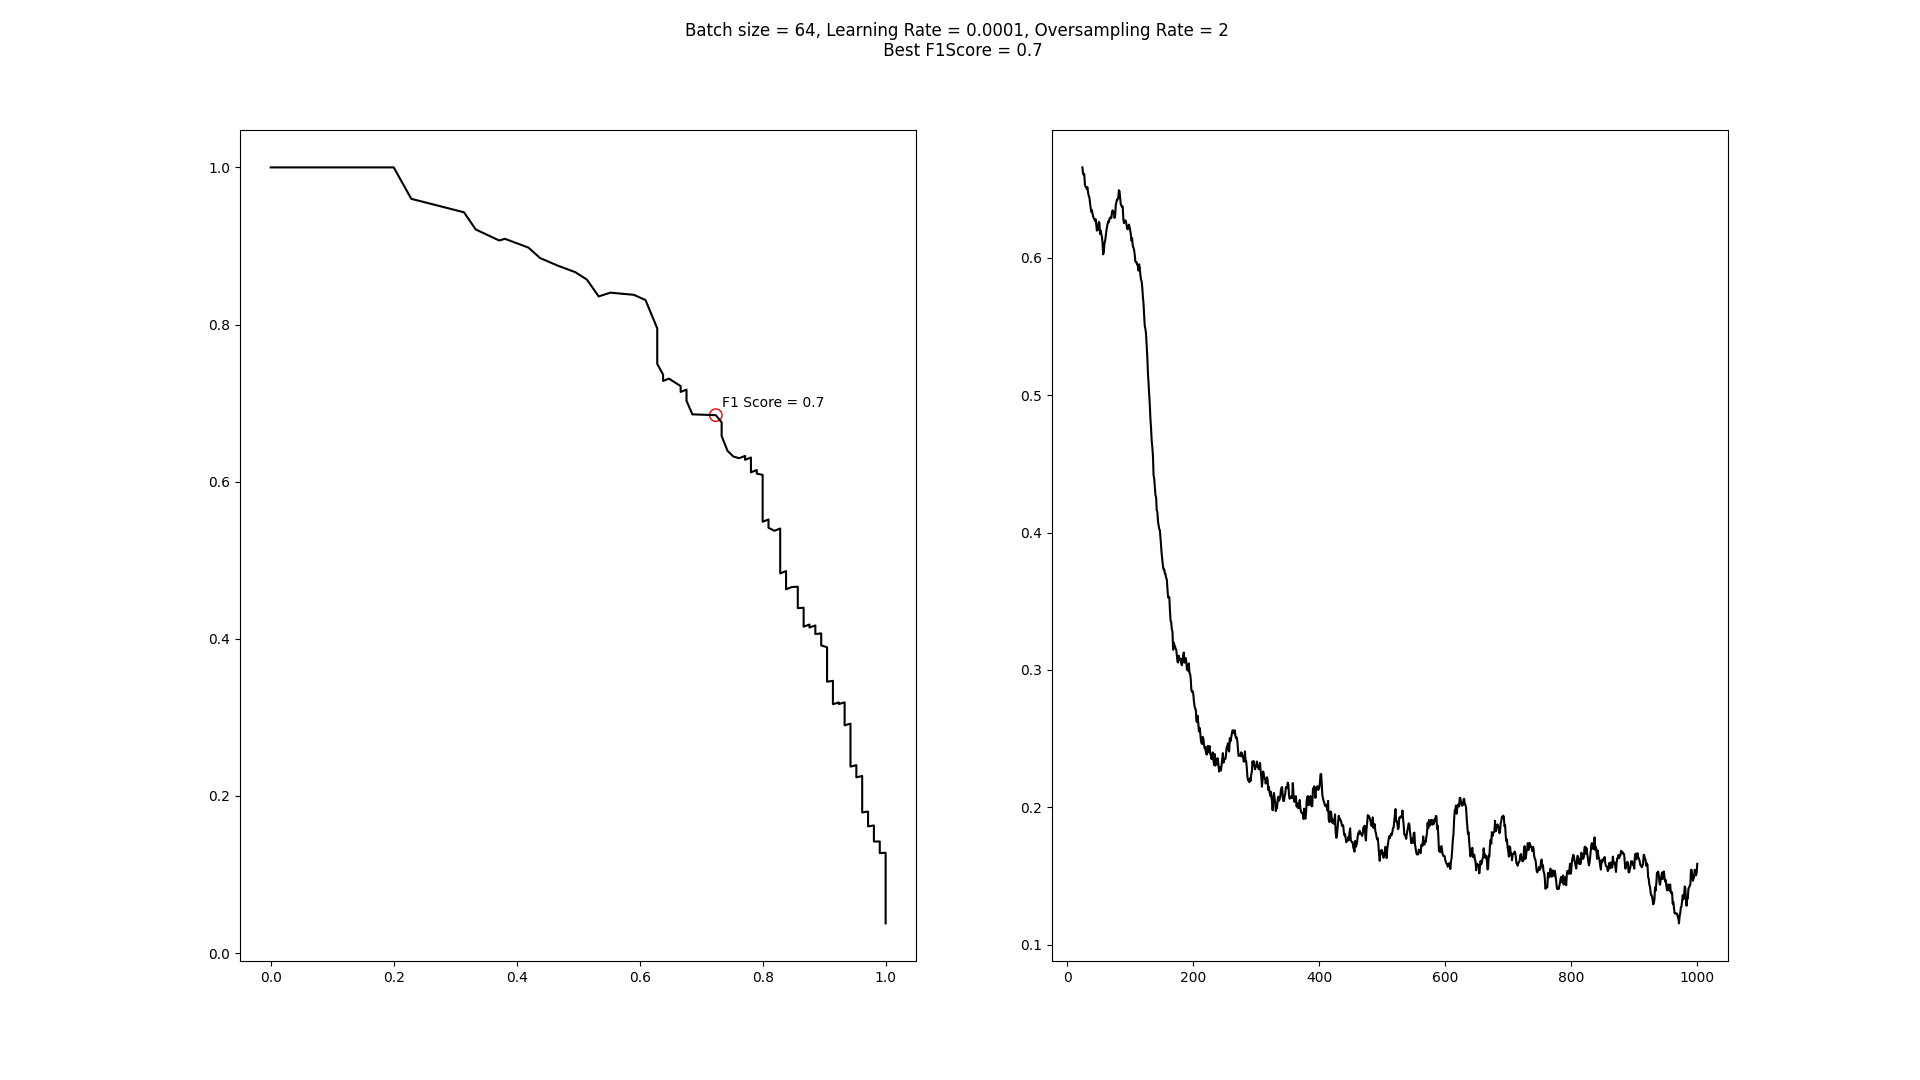 Batch size = 64, Learning Rate = 0.0001, Oversampling Rate = 2
Best F1Score = 0.7
1.0
0.8
0.6
0.4
0.2
0.0
0.0 0.2 0.4 0.6 0.8 1.0
F1 Score = 0.7
0.6
0.5
0.4
0.3
0.2
0.1
0 200 400 600 800 1000